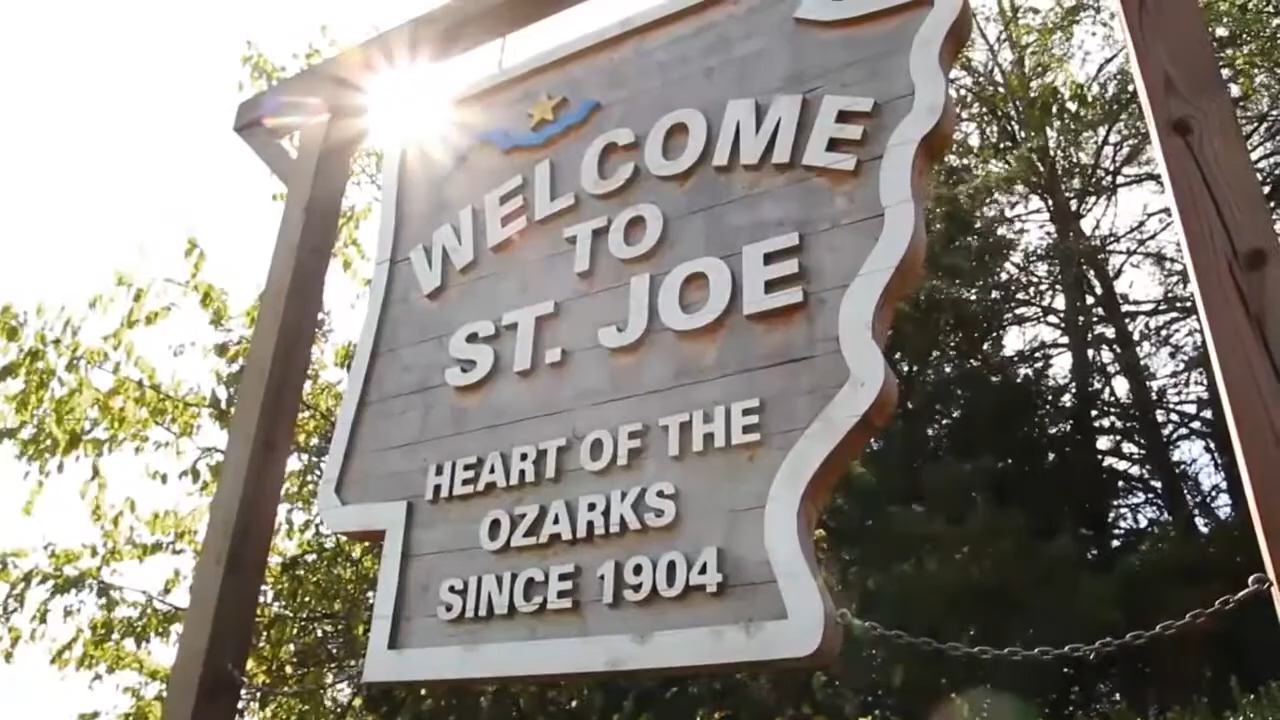 WELCOME
TO
ST. JOE
HEART OF THE
OZARKS
SINCE 1904